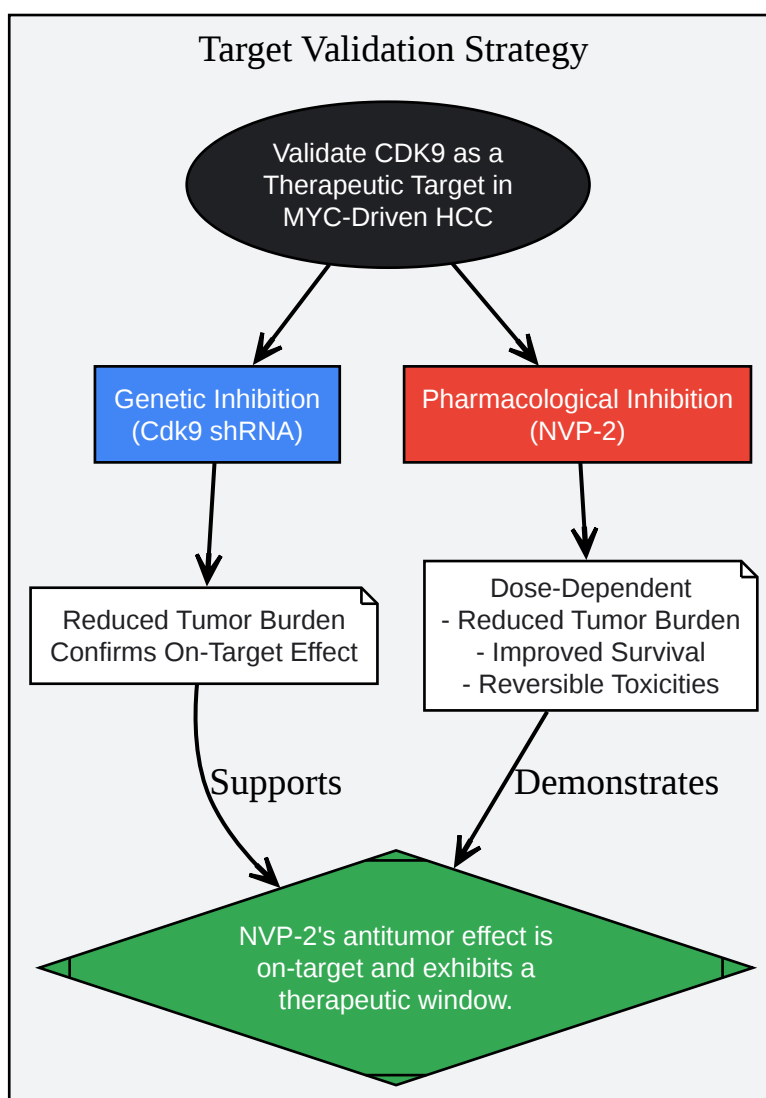 Target Validation Strategy
Validate CDK9 as a
Therapeutic Target in
MYC-Driven HCC
Genetic Inhibition
(Cdk9 shRNA)
Pharmacological Inhibition
(NVP-2)
Reduced Tumor Burden
Confirms On-Target Effect
Dose-Dependent
- Reduced Tumor Burden
- Improved Survival
- Reversible Toxicities
Supports
Demonstrates
NVP-2's antitumor effect is
on-target and exhibits a
therapeutic window.